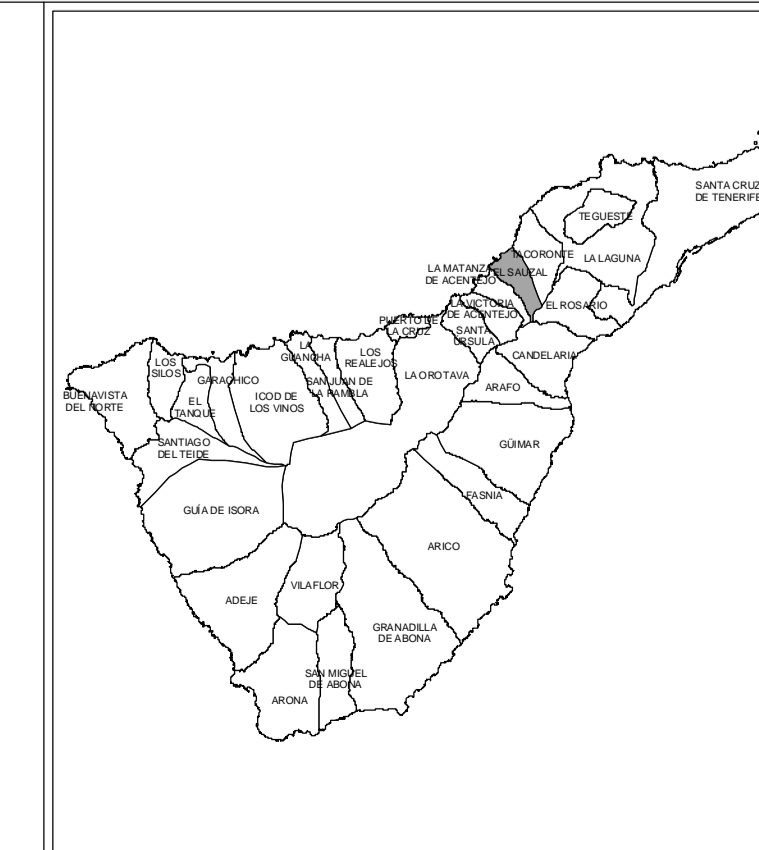 SANTA CRUZ
DE TENERIFE
TEGUESTE
TACORONTE
LA LAGUNA
LA MATANZA
DE ACENTEJO
EL SAUZAL
LA VICTORIA
DE ACENTEJO
EL ROSARIO
PUERTO DE
LA CRUZ
SANTA
URSULA
CANDELARIA
LA
GUANCHA
LOS
REALEJOS
LOS
SILOS
GARACHICO
SAN JUAN DE
LA RAMBLA
LA OROTAVA
ARAFO
BUENAVISTA
DEL NORTE
EL
TANQUE
ICOD DE
LOS VINOS
SANTIAGO
DEL TEIDE
GÜIMAR
FASNIA
GUÍA DE ISORA
ARICO
VILAFLOR
ADEJE
GRANADILLA
DE ABONA
SAN MIGUEL
DE ABONA
ARONA